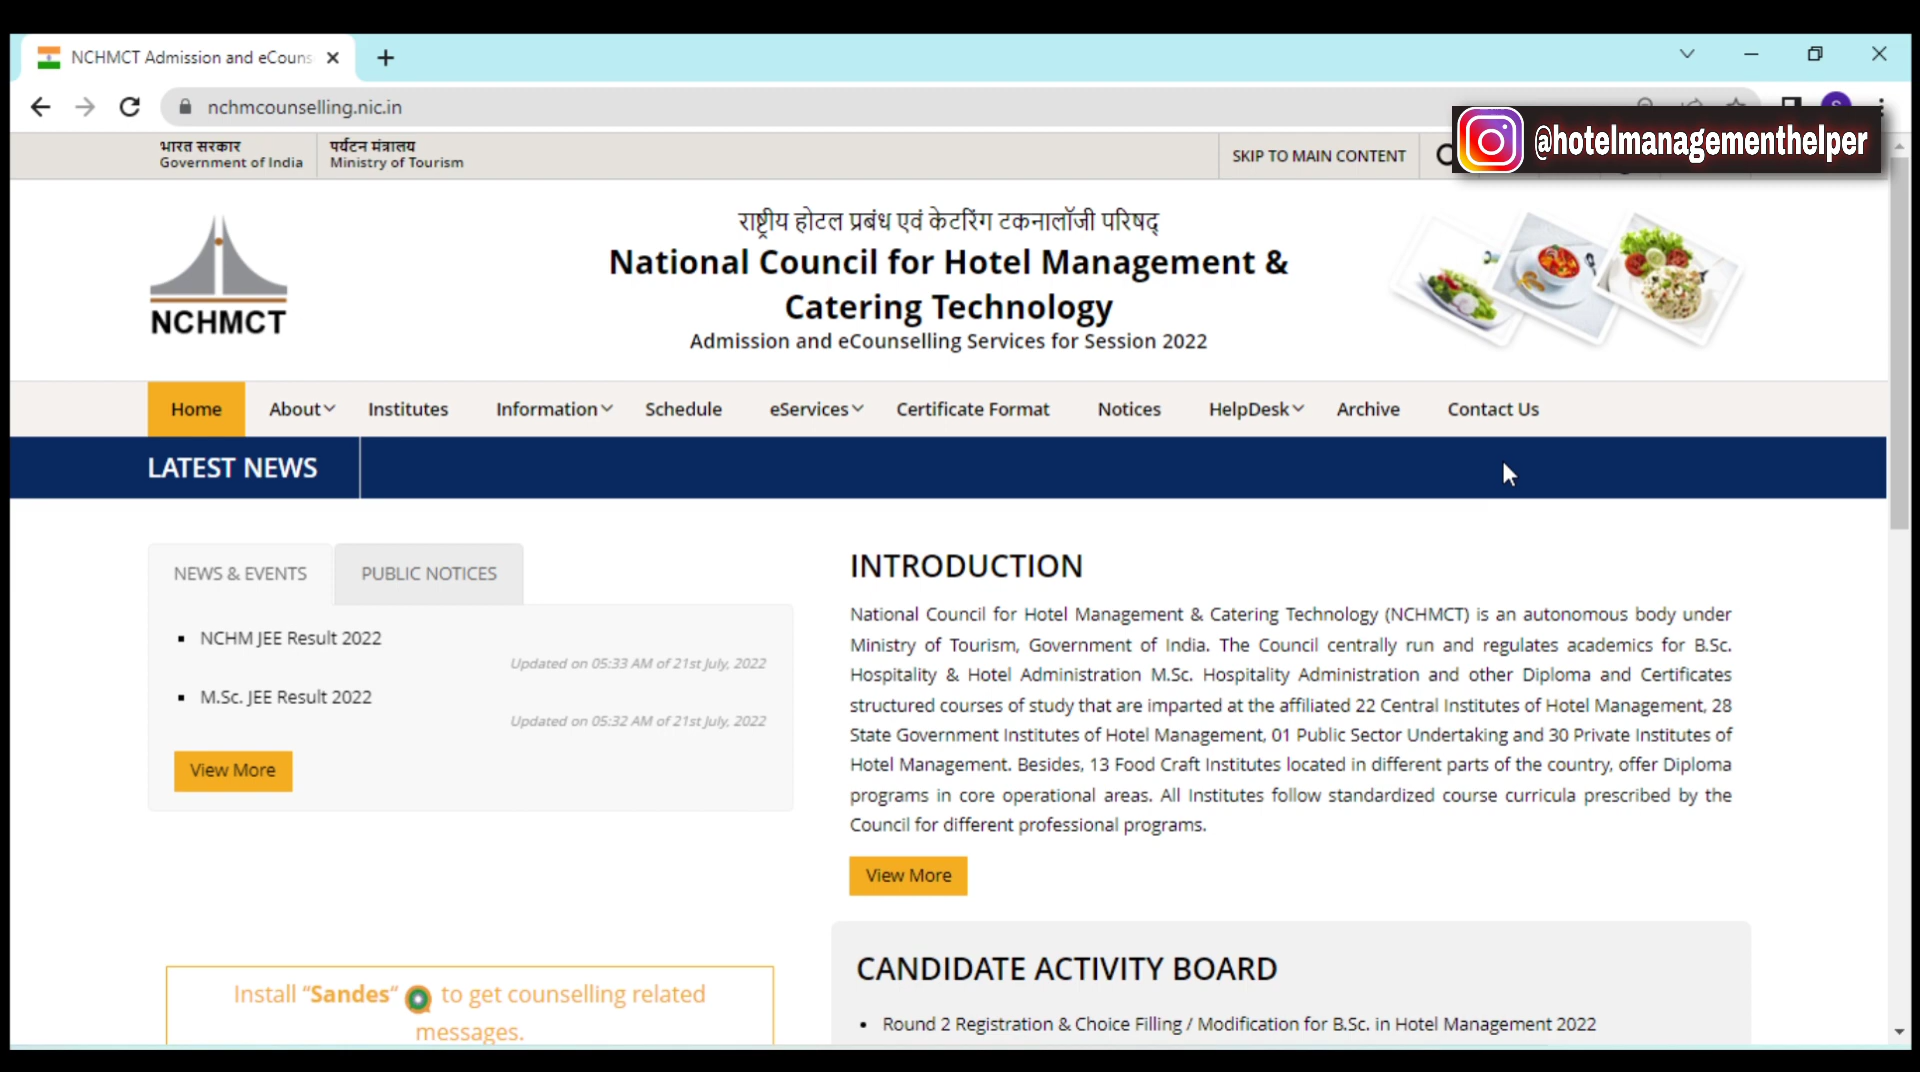 NCHMCT Admission and eCouns
nchmcounselling.nic.in
@hotelmanagementhelper
भारत सरकार
Government of India
पर्यटन मंत्रालय
Ministry of Tourism
SKIP TO MAIN CONTENT
NCHMCT
राष्ट्रीय होटल प्रबंध एवं केटरिंग टकनालॉजी परिषद्
National Council for Hotel Management &
Catering Technology
Admission and eCounselling Services for Session 2022
Home About Institutes Information Schedule eServices Certificate Format Notices HelpDesk Archive Contact Us
LATEST NEWS
NEWS & EVENTS
PUBLIC NOTICES
▪ NCHM JEE Result 2022
Updated on 05:33 AM of 21st July, 2022
▪ M.Sc. JEE Result 2022
Updated on 05:32 AM of 21st July, 2022
View More
Install “Sandes“ to get counselling related
messages.
INTRODUCTION
National Council for Hotel Management & Catering Technology (NCHMCT) is an autonomous body under
Ministry of Tourism, Government of India. The Council centrally run and regulates academics for B.Sc.
Hospitality & Hotel Administration M.Sc. Hospitality Administration and other Diploma and Certificates
structured courses of study that are imparted at the affiliated 22 Central Institutes of Hotel Management, 28
State Government Institutes of Hotel Management, 01 Public Sector Undertaking and 30 Private Institutes of
Hotel Management. Besides, 13 Food Craft Institutes located in different parts of the country, offer Diploma
programs in core operational areas. All Institutes follow standardized course curricula prescribed by the
Council for different professional programs.
View More
CANDIDATE ACTIVITY BOARD
• Round 2 Registration & Choice Filling / Modification for B.Sc. in Hotel Management 2022